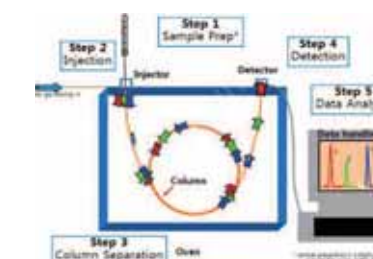 Step 1
Sample Prep*
Step 2
Injection
Step 4
Detection
Injector
Detector
Step 5
Data Analy
Data handlin
Column
Step 3
Column Separation
Oven